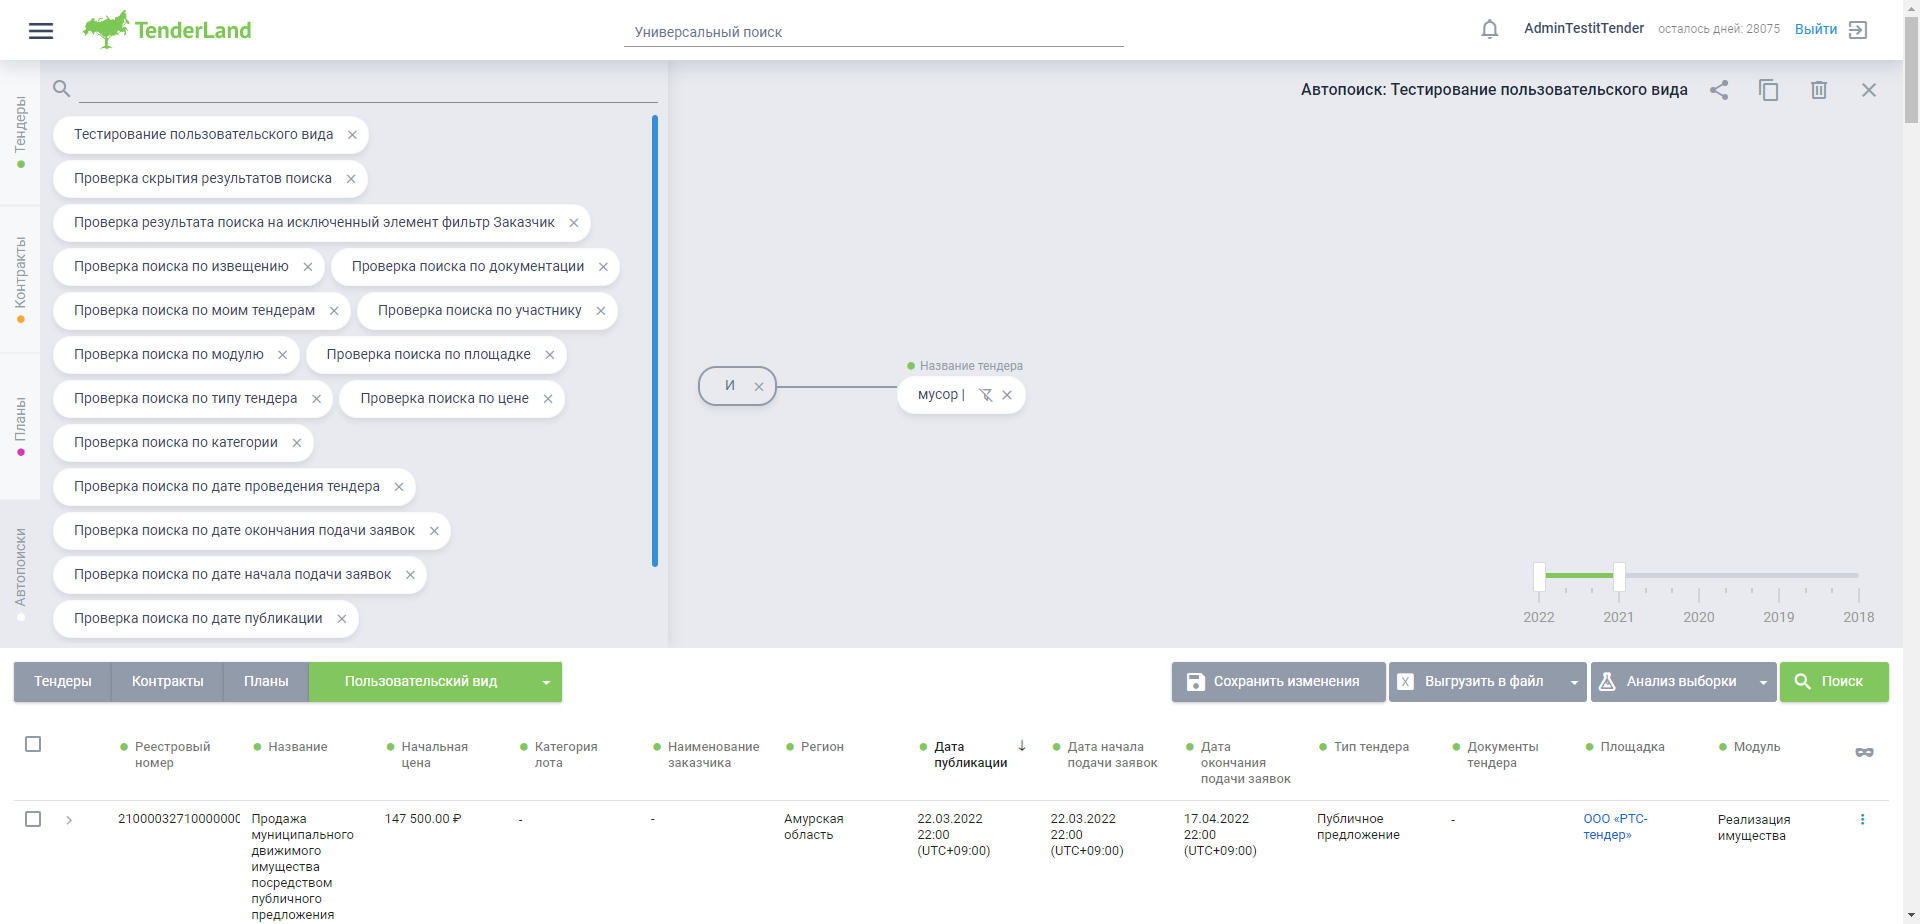 TenderLand
Универсальный поиск
AdminTestitTender
осталось дней: 28075
Выйти
Тендеры
Контракты
Планы
Автопоиски
Тестирование пользовательского вида
Проверка скрытия результатов поиска
Проверка результата поиска на исключенный элемент фильтр Заказчик
Проверка поиска по извещению
Проверка поиска по документации
Проверка поиска по моим тендерам
Проверка поиска по участнику
Проверка поиска по модулю
Проверка поиска по площадке
Проверка поиска по типу тендера
Проверка поиска по цене
Проверка поиска по категории
Проверка поиска по дате проведения тендера
Проверка поиска по дате окончания подачи заявок
Проверка поиска по дате начала подачи заявок
Проверка поиска по дате публикации
Автопоиск: Тестирование пользовательского вида
И
Название тендера
мусор |
2022 2021 2020 2019 2018
Тендеры
Контракты
Планы
Пользовательский вид
Сохранить изменения
X
Выгрузить в файл
Анализ выборки
Поиск
Реестровый
номер
Название
Начальная
цена
Категория
лота
Наименование
заказчика
Регион
Дата
публикации
Дата начала
подачи заявок
Дата
окончания
подачи заявок
Тип тендера
Документы
тендера
Площадка
Модуль
21000032710000000
Продажа
муниципального
движимого
имущества
посредством
публичного
предложения
147 500.00 ₽
-
-
Амурская
область
22.03.2022
22:00
(UTC+09:00)
22.03.2022
22:00
(UTC+09:00)
17.04.2022
22:00
(UTC+09:00)
Публичное
предложение
-
ООО «РТС-
тендер»
Реализация
имущества